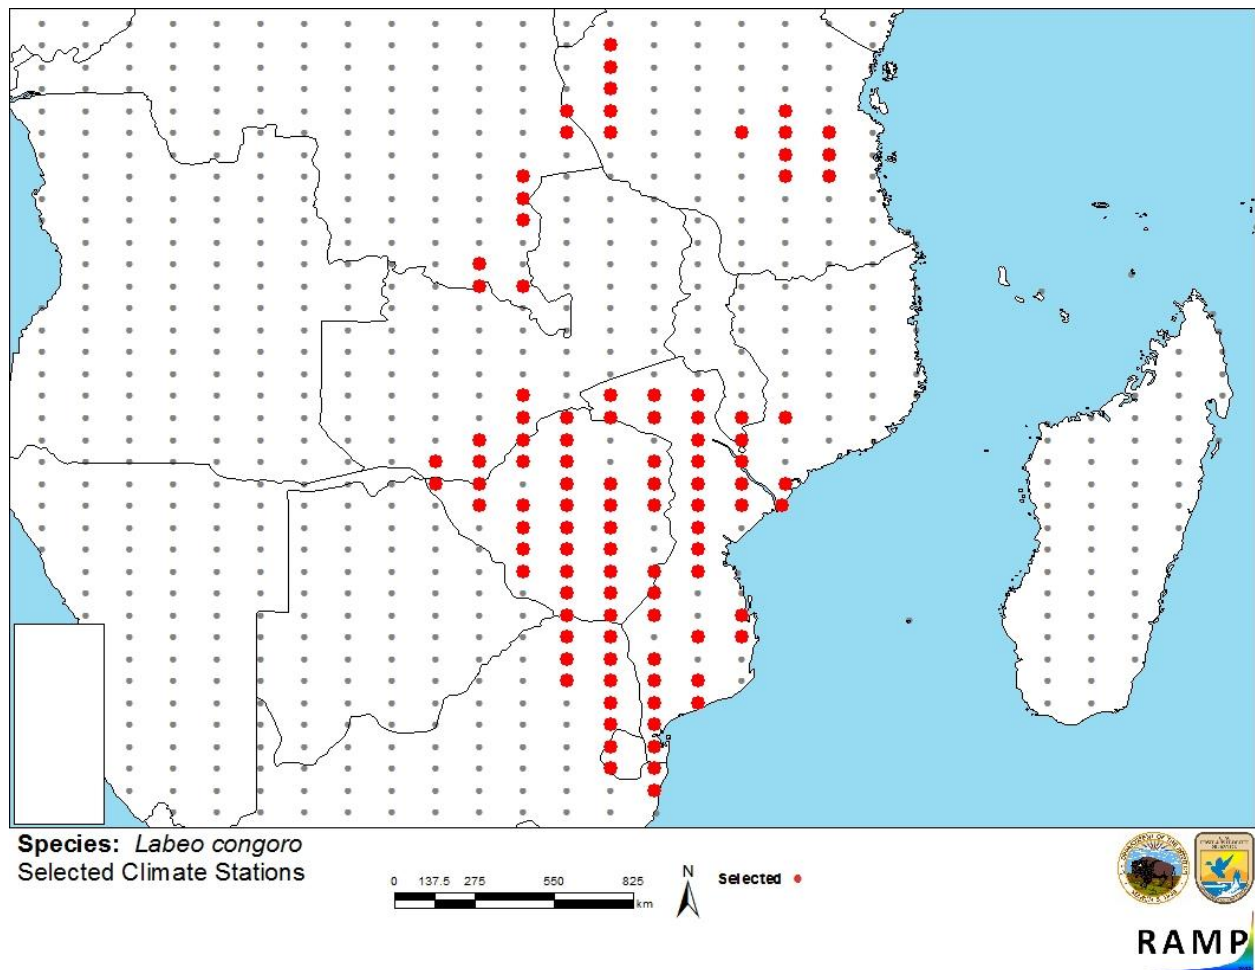 Species: Labeo congoro
Selected Climate Stations
0 137.5 275 550 825
km
N
Selected
RAMP